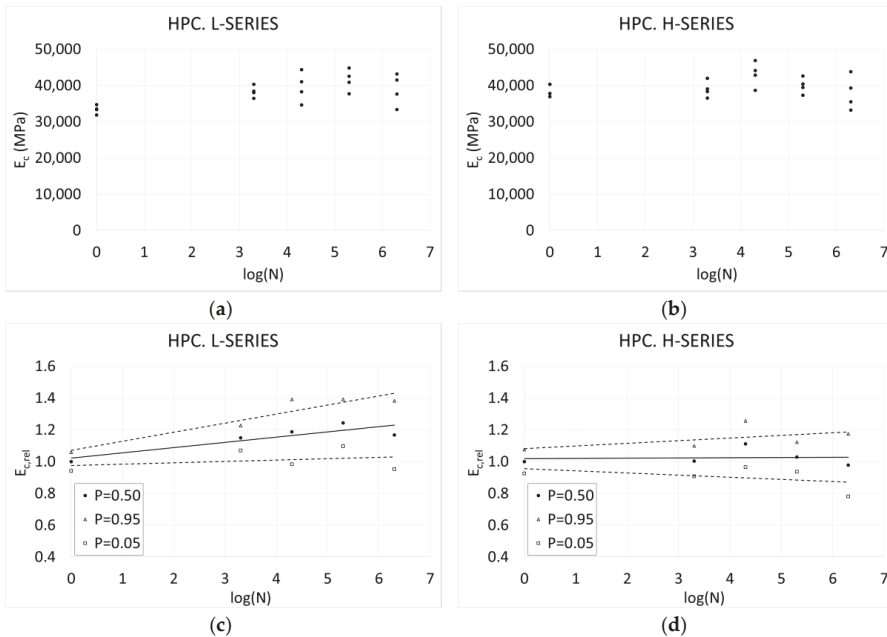 HPC. L-SERIES
50,000
40,000
30,000
20,000
10,000
0
E_c (MPa)
0 1 2 3 4 5 6 7
log(N)
(a)
HPC. H-SERIES
50,000
40,000
30,000
20,000
10,000
0
E_c (MPa)
0 1 2 3 4 5 6 7
log(N)
(b)
HPC. L-SERIES
1.6
1.4
1.2
1.0
0.8
0.6
0.4
E_c,rel
P=0.50
P=0.95
P=0.05
0 1 2 3 4 5 6 7
log(N)
(c)
HPC. H-SERIES
1.6
1.4
1.2
1.0
0.8
0.6
0.4
E_c,rel
P=0.50
P=0.95
P=0.05
0 1 2 3 4 5 6 7
log(N)
(d)